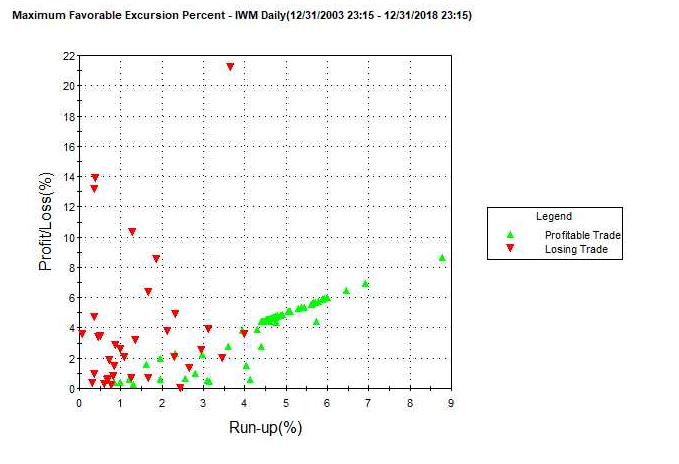 Maximum Favorable Excursion Percent - IWM Daily(12/31/2003 23:15 - 12/31/2018 23:15)
22
20
18
16
14
12
10
8
6
4
2
0
Profit/Loss(%)
0 1 2 3 4 5 6 7 8 9
Run-up(%)
Legend
Profitable Trade
Losing Trade